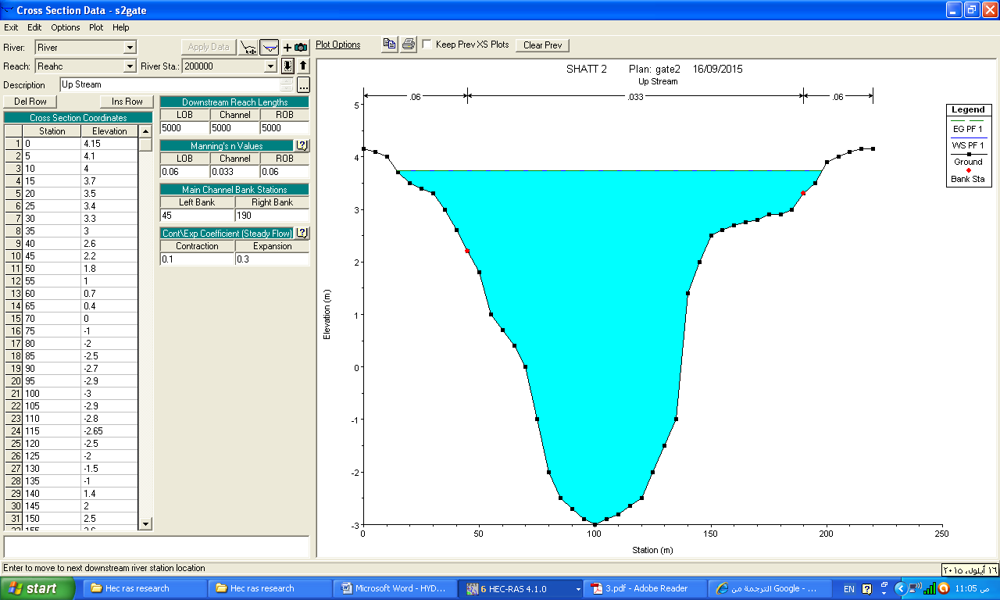 Cross Section Data - s2gate
Exit Edit Options Plot Help
River: River Apply Data
Reach: Reahc River Sta.: 200000
Description Up Stream ...
Del Row Ins Row
Cross Section Coordinates
Station Elevation
1 0 4.15
2 5 4.1
3 10 4
4 15 3.7
5 20 3.5
6 25 3.4
7 30 3.3
8 35 3
9 40 2.6
10 45 2.2
11 50 1.8
12 55 1
13 60 0.7
14 65 0.4
15 70 0
16 75 -1
17 80 -2
18 85 -2.5
19 90 -2.7
20 95 -2.9
21 100 -3
22 105 -2.9
23 110 -2.8
24 115 -2.65
25 120 -2.5
26 125 -2
27 130 -1.5
28 135 -1
29 140 1.4
30 145 2
31 150 2.5
Downstream Reach Lengths
LOB Channel ROB
5000 5000 5000
Manning's n Values
LOB Channel ROB
0.06 0.033 0.06
Main Channel Bank Stations
Left Bank Right Bank
45 190
Cont\Exp Coefficient (Steady Flow)
Contraction Expansion
0.1 0.3
Plot Options Keep Prev XS Plots Clear Prev
SHATT 2 Plan: gate2 16/09/2015
Up Stream
.06 .033 .06
5
4
3
2
1
0
-1
-2
-3
0 50 100 150 200 250
Elevation (m)
Station (m)
Legend
EG PF 1
WS PF 1
Ground
Bank Sta
Enter to move to next downstream river station location
١٦ أيلول، ٢٠١٥
start Hec ras research Hec ras research Microsoft Word - HYD... 6 HEC-RAS 4.1.0 3.pdf - Adobe Reader الترجمة من Google - ... EN 11:05 ص